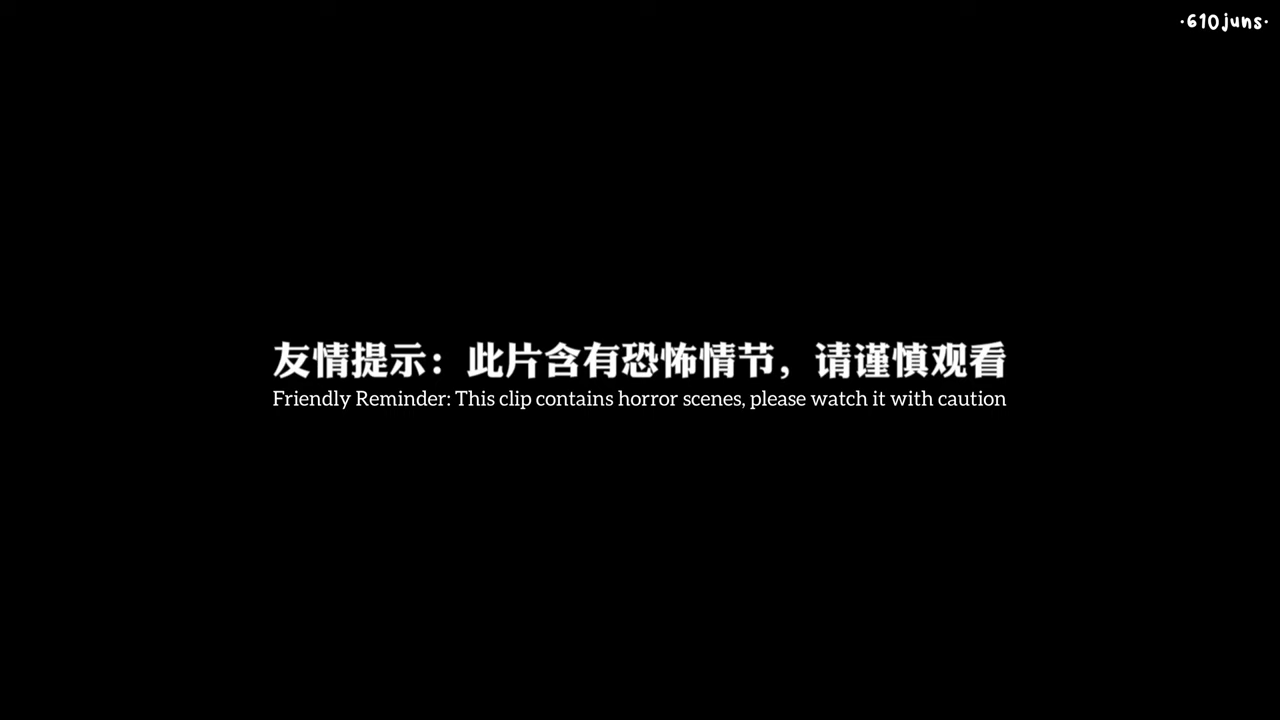 ·610juns·
友情提示：此片含有恐怖情节，请谨慎观看
Friendly Reminder: This clip contains horror scenes, please watch it with caution